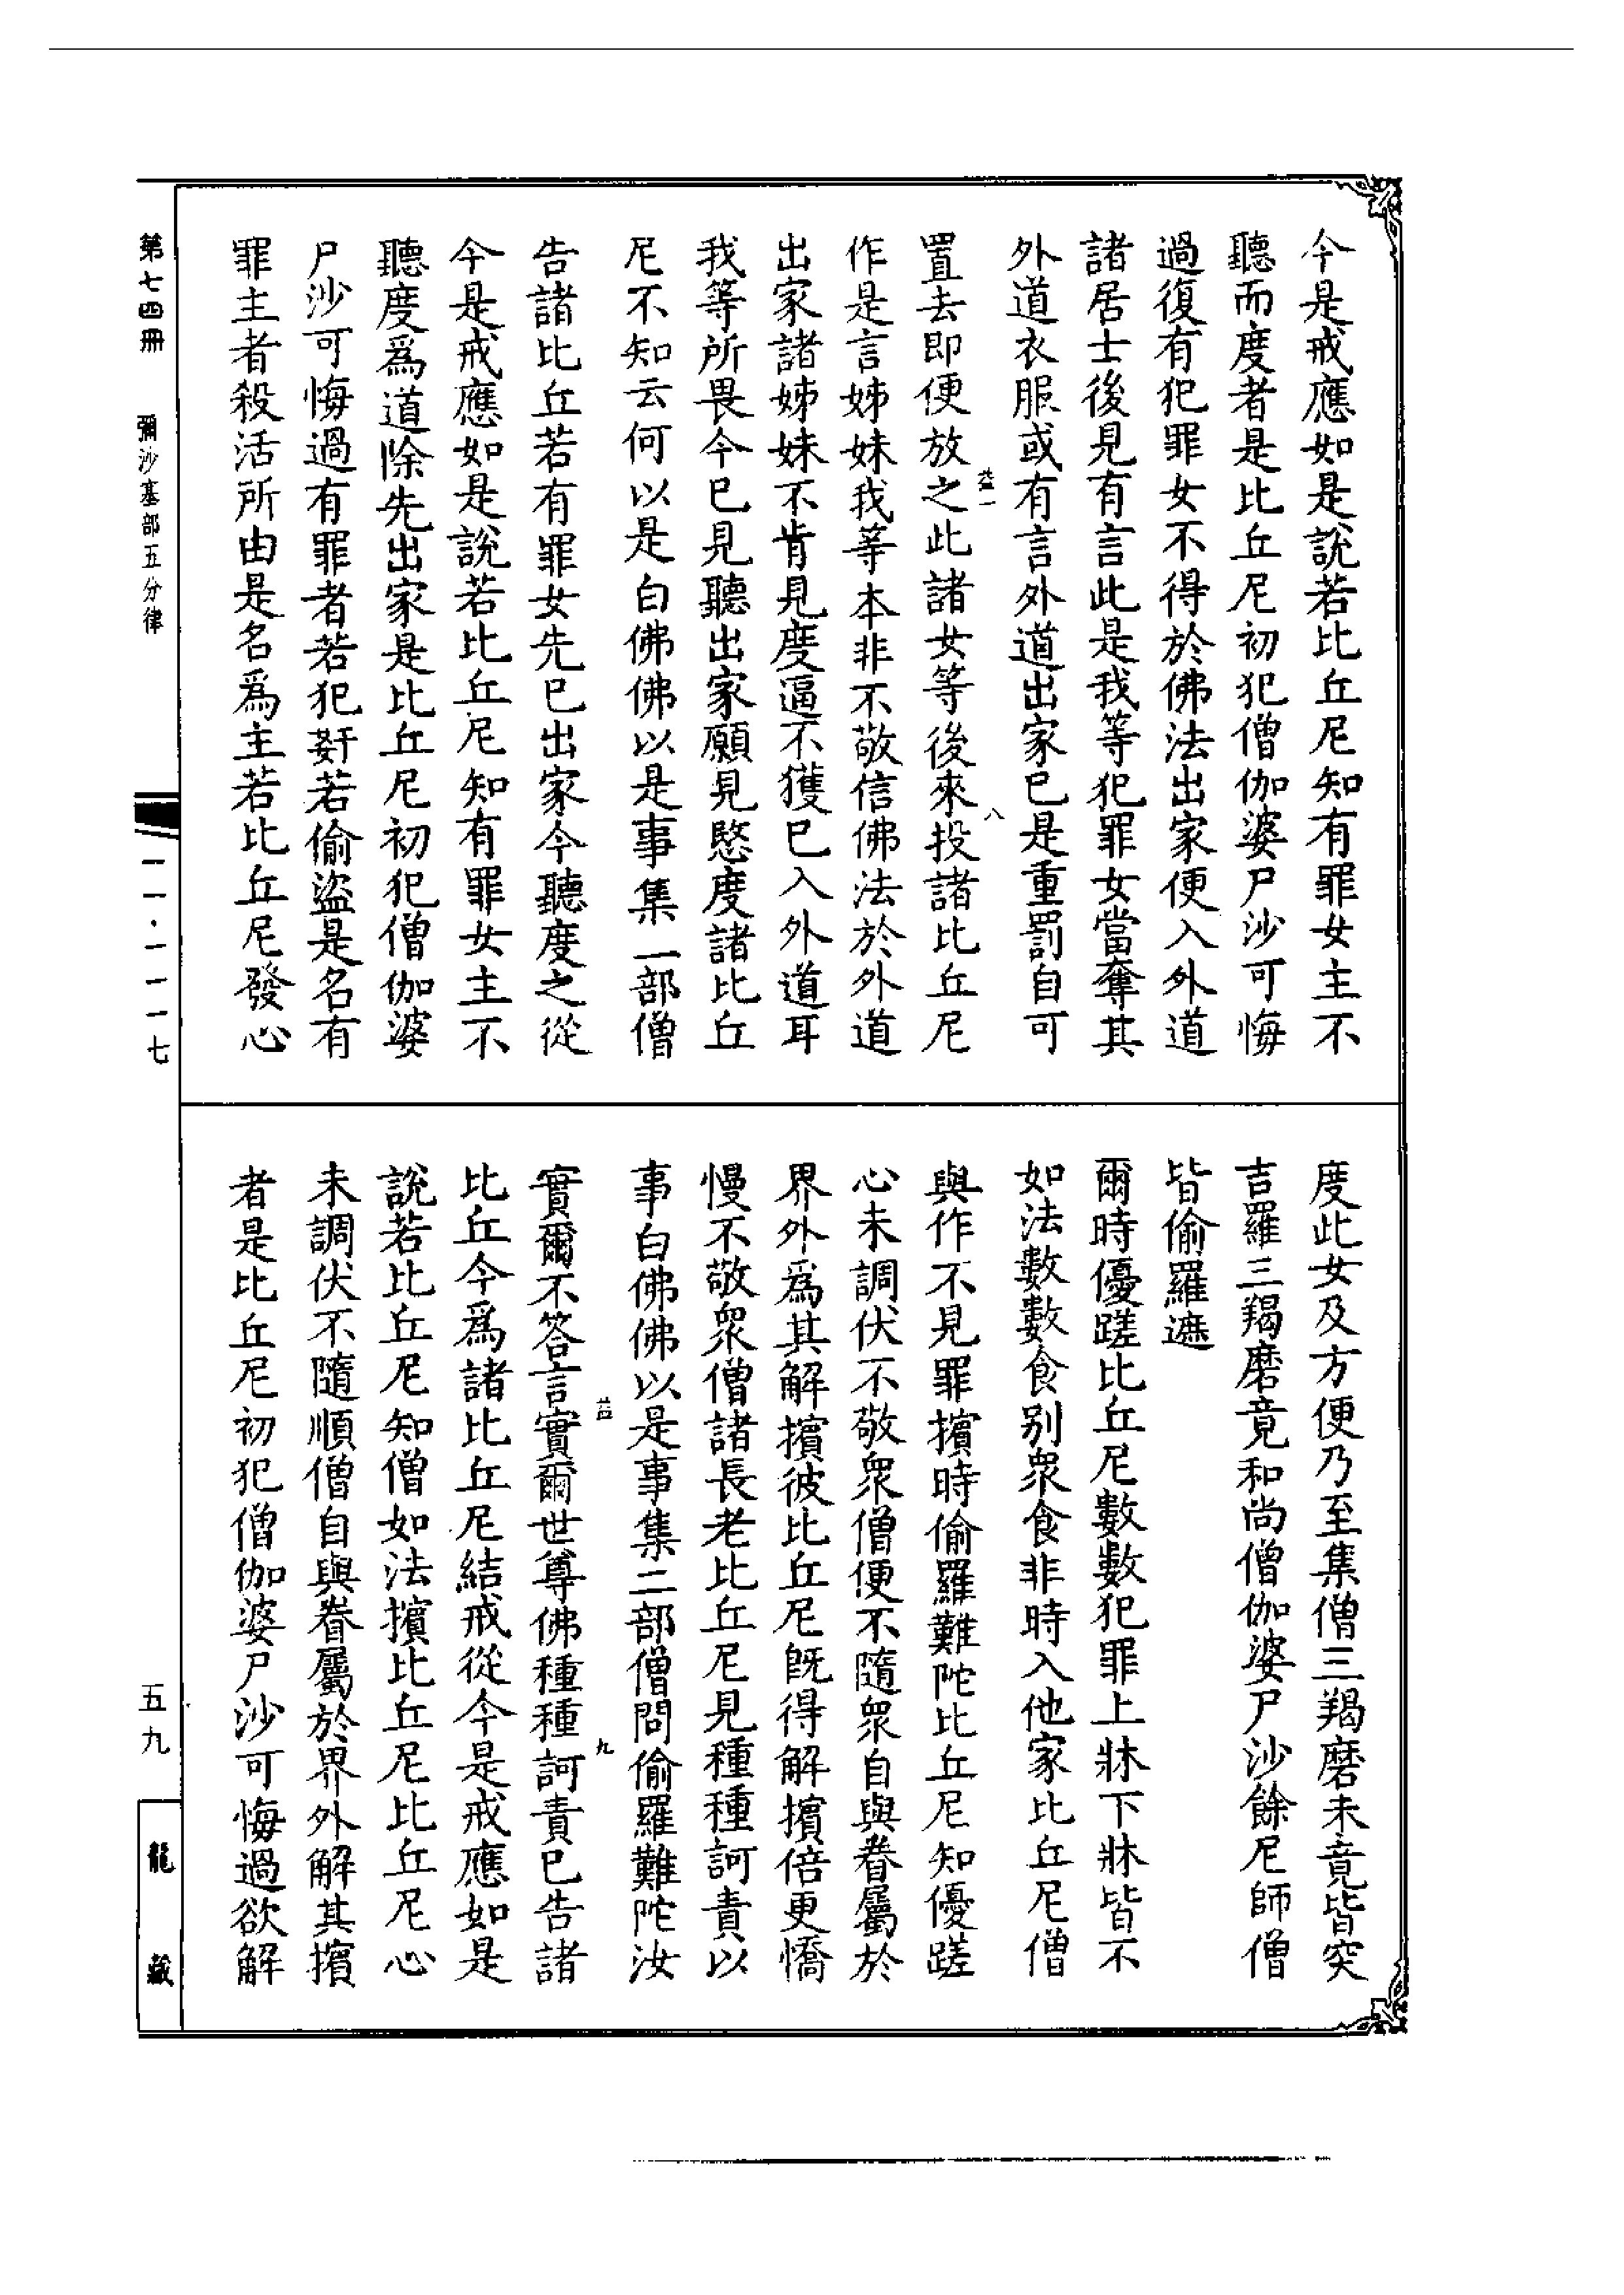 今是戒應如是說若比丘尼知有罪女主不
聽而度者是比丘尼初犯僧伽婆尸沙可悔
過復有犯罪女不得於佛法出家便入外道
諸居士後見有言此是我等犯罪女當奪其
外道衣服或有言外道出家已是重罰自可
益一
八
置去即便放之此諸女等後來投諸比丘尼
作是言姊妹我等本非不敬信佛法於外道
出家諸姊妹不肯見度逼不獲已入外道耳
我等所畏今已見聽出家願見愍度諸比丘
尼不知云何以是白佛佛以是事集一部僧
告諸比丘若有罪女先已出家今聽度之從
今是戒應如是說若比丘尼知有罪女主不
聽度為道除先出家是比丘尼初犯僧伽婆
尸沙可悔過有罪者若犯姧若偷盜是名有
罪主者殺活所由是名為主若比丘尼發心
度此女及方便乃至集僧三羯磨未竟皆突
吉羅三羯磨竟和尚僧伽婆尸沙餘尼師僧
皆偷羅遮
爾時優蹉比丘尼數數犯罪上牀下牀皆不
如法數數食別眾食非時入他家比丘尼僧
與作不見罪擯時偷羅難陀比丘尼知優蹉
心未調伏不敬眾僧便不隨眾自與眷屬於
界外為其解擯彼比丘尼既得解擯倍更憍
慢不敬眾僧諸長老比丘尼見種種訶責以
事白佛佛以是事集二部僧問偷羅難陀汝
益
九
實爾不答言實爾世尊佛種種訶責已告諸
比丘今為諸比丘尼結戒從今是戒應如是
說若比丘尼知僧如法擯比丘尼比丘尼心
未調伏不隨順僧自與眷屬於界外解其擯
者是比丘尼初犯僧伽婆尸沙可悔過欲解
第七四冊 彌沙塞部五分律
一一·一一一七
五九
龍藏